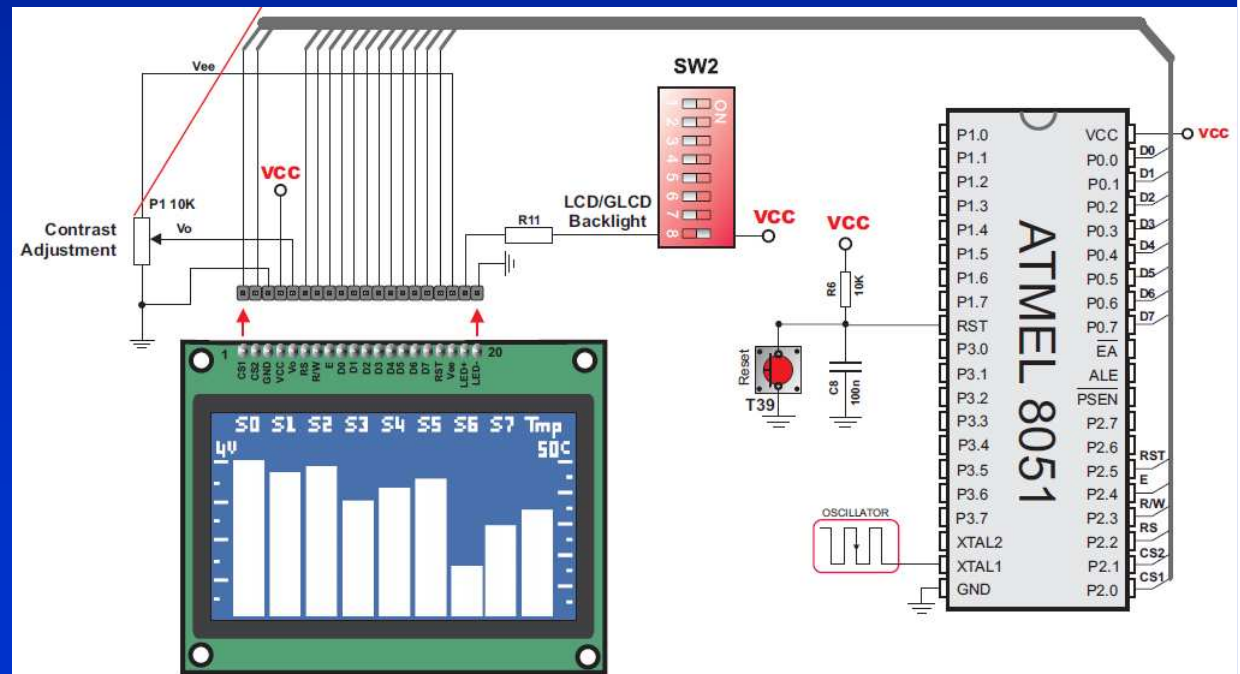 Vee
SW2
ON
1
2
3
4
5
6
7
8
VCC
P1 10K
Vo
Contrast
Adjustment
R11
LCD/GLCD
Backlight
VCC
VCC
R6
10K
Reset
T39
C8
100n
OSCILLATOR
ATMEL 8051
P1.0
P1.1
P1.2
P1.3
P1.4
P1.5
P1.6
P1.7
RST
P3.0
P3.1
P3.2
P3.3
P3.4
P3.5
P3.6
P3.7
XTAL2
XTAL1
GND
VCC
P0.0
P0.1
P0.2
P0.3
P0.4
P0.5
P0.6
P0.7
EA
ALE
PSEN
P2.7
P2.6
P2.5
P2.4
P2.3
P2.2
P2.1
P2.0
VCC
D0
D1
D2
D3
D4
D5
D6
D7
RST
E
R/W
RS
CS2
CS1
1
20
CS1
CS2
GND
VCC
Vo
RS
R/W
E
D0
D1
D2
D3
D4
D5
D6
D7
RST
Vee
LED+
LED-
S0 S1 S2 S3 S4 S5 S6 S7 Tmp
4V 50C